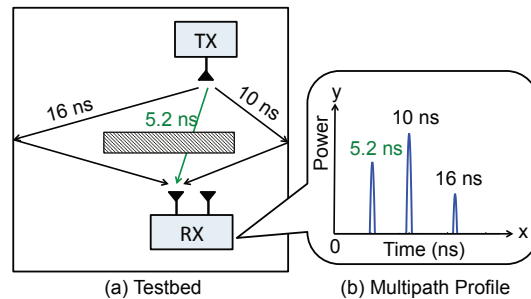 TX
16 ns
5.2 ns
10 ns
RX
(a) Testbed
y
Power
5.2 ns
10 ns
16 ns
0
x
Time (ns)
(b) Multipath Profile